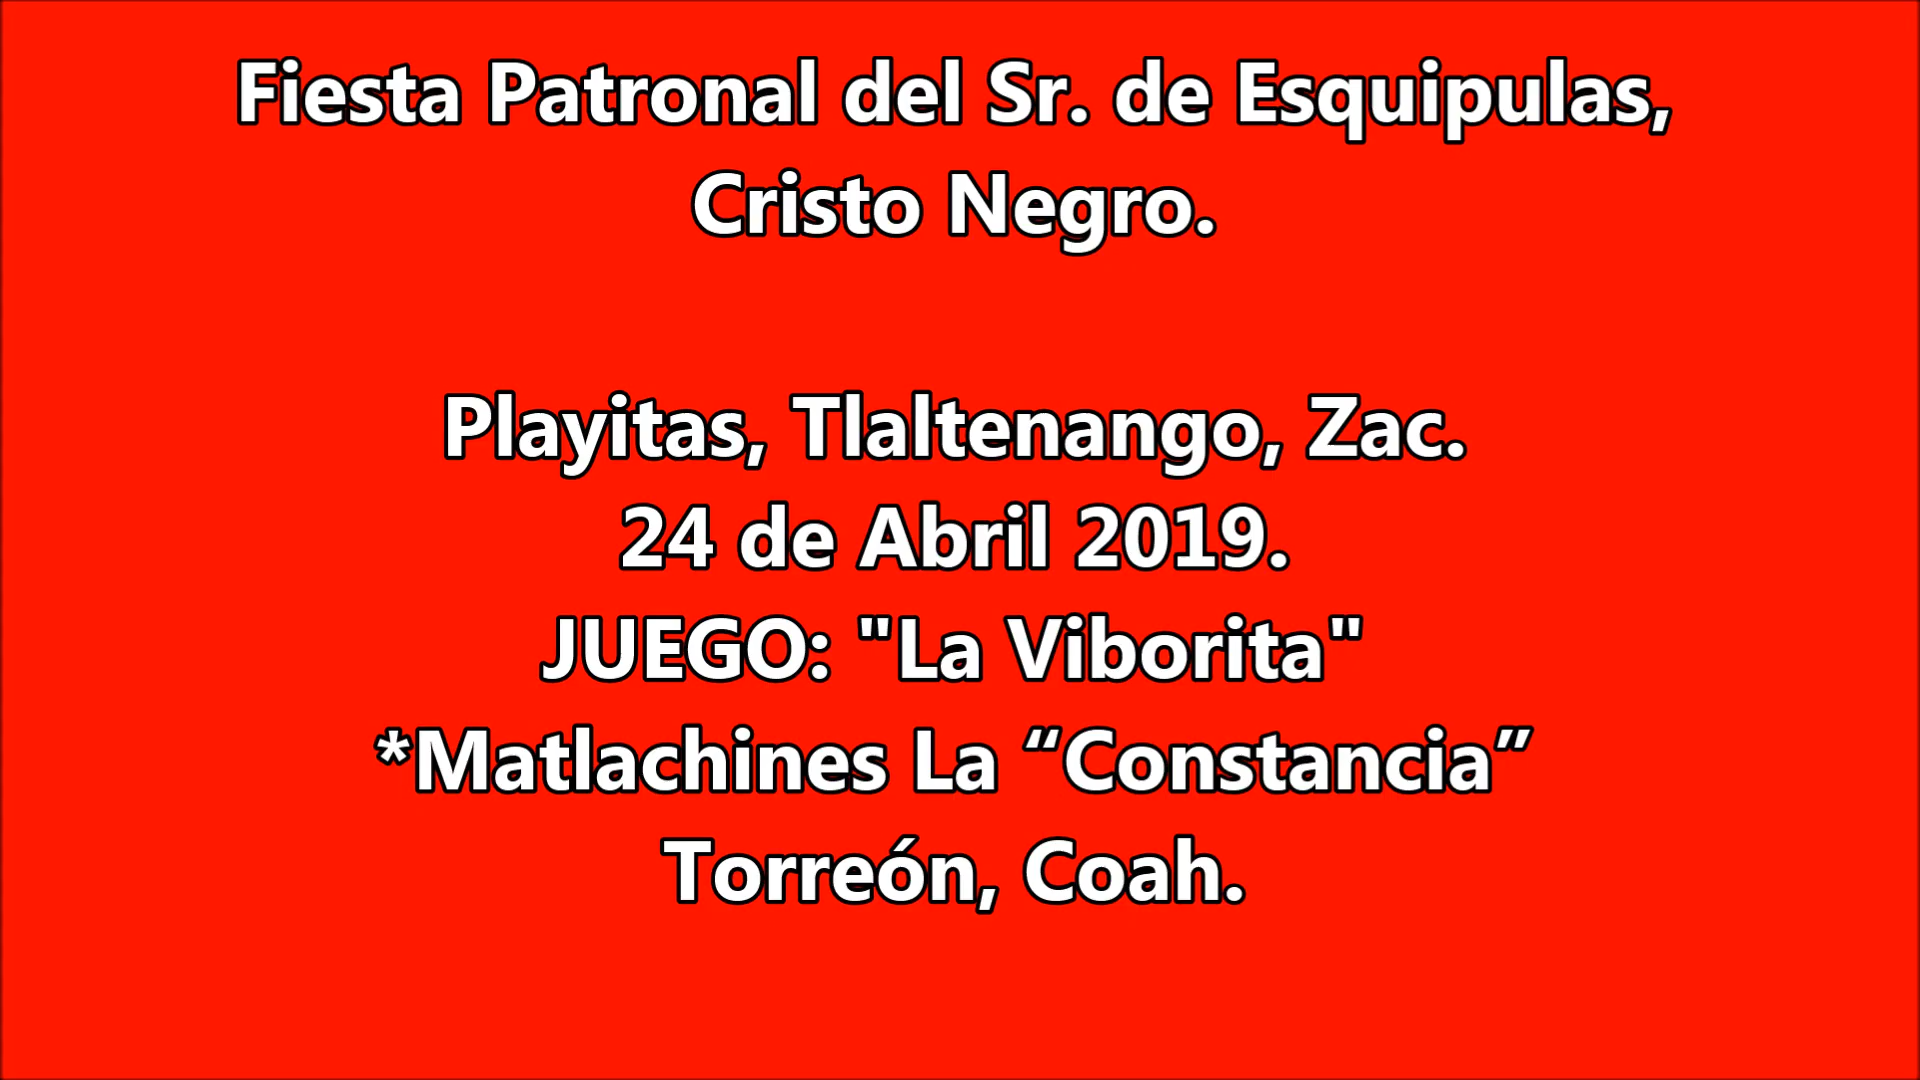 Fiesta Patronal del Sr. de Esquipulas,
Cristo Negro.
Playitas, Tlaltenango, Zac.
24 de Abril 2019.
JUEGO: "La Viborita"
*Matlachines La “Constancia”
Torreón, Coah.